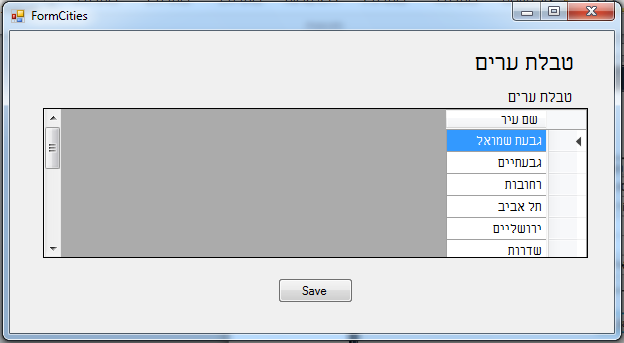 FormCities
טבלת ערים
טבלת ערים
שם עיר
גבעת שמואל
גבעתיים
רחובות
תל אביב
ירושליים
שדרות
Save